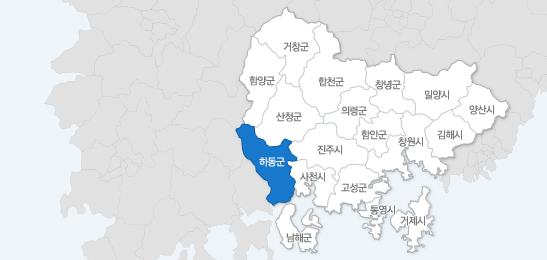 거창군
함양군
합천군
창녕군
밀양시
양산시
산청군
의령군
함안군
창원시
김해시
진주시
하동군
사천시
고성군
통영시
거제시
남해군